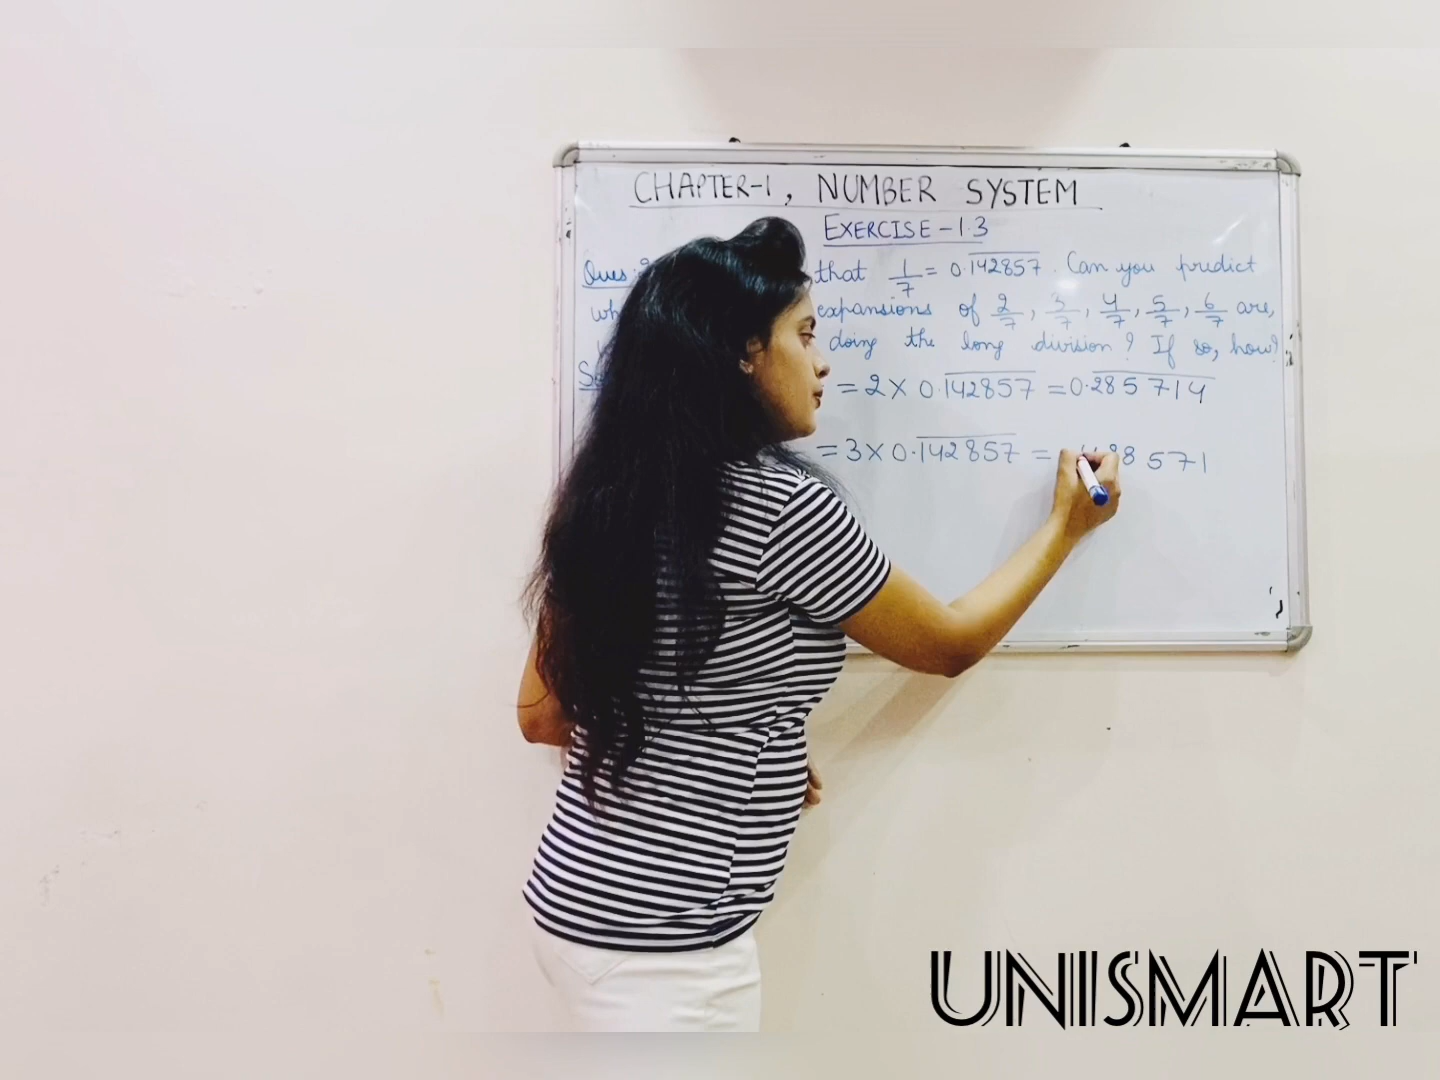 CHAPTER-1, NUMBER SYSTEM
EXERCISE-1.3
Ques: that 1/7 = 0.142857. Can you predict
expansions of 2/7, 3/7, 4/7, 5/7, 6/7 are,
doing the long division? If so, how?
= 2 × 0.142857 = 0.285714
= 3 × 0.142857 = 28 571
UNISMART